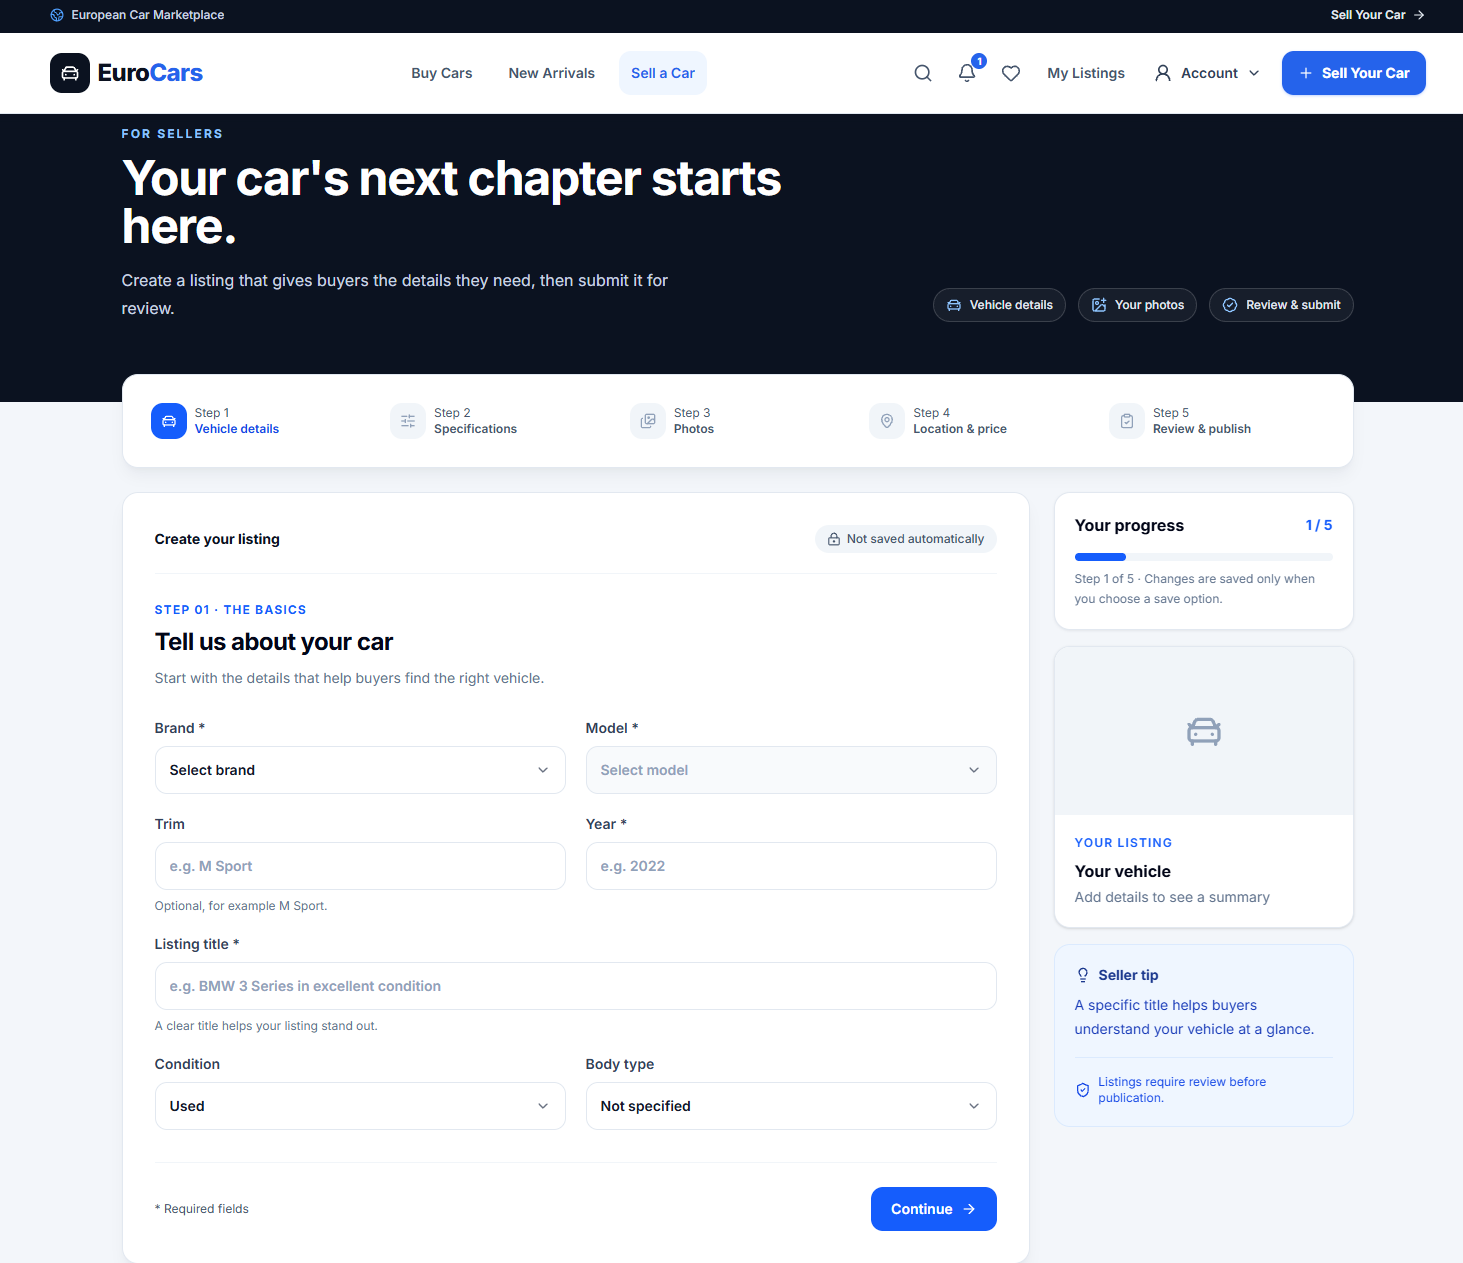 European Car Marketplace
Sell Your Car
EuroCars
Buy Cars
New Arrivals
Sell a Car
1
My Listings
Account
Sell Your Car
FOR SELLERS
Your car's next chapter starts
here.
Create a listing that gives buyers the details they need, then submit it for
review.
Vehicle details
Your photos
Review & submit
Step 1
Vehicle details
Step 2
Specifications
Step 3
Photos
Step 4
Location & price
Step 5
Review & publish
Create your listing
Not saved automatically
STEP 01 · THE BASICS
Tell us about your car
Start with the details that help buyers find the right vehicle.
Brand *
Select brand
Model *
Select model
Trim
e.g. M Sport
Optional, for example M Sport.
Year *
e.g. 2022
Listing title *
e.g. BMW 3 Series in excellent condition
A clear title helps your listing stand out.
Condition
Used
Body type
Not specified
* Required fields
Continue
Your progress
1 / 5
Step 1 of 5 · Changes are saved only when
you choose a save option.
YOUR LISTING
Your vehicle
Add details to see a summary
Seller tip
A specific title helps buyers
understand your vehicle at a glance.
Listings require review before
publication.